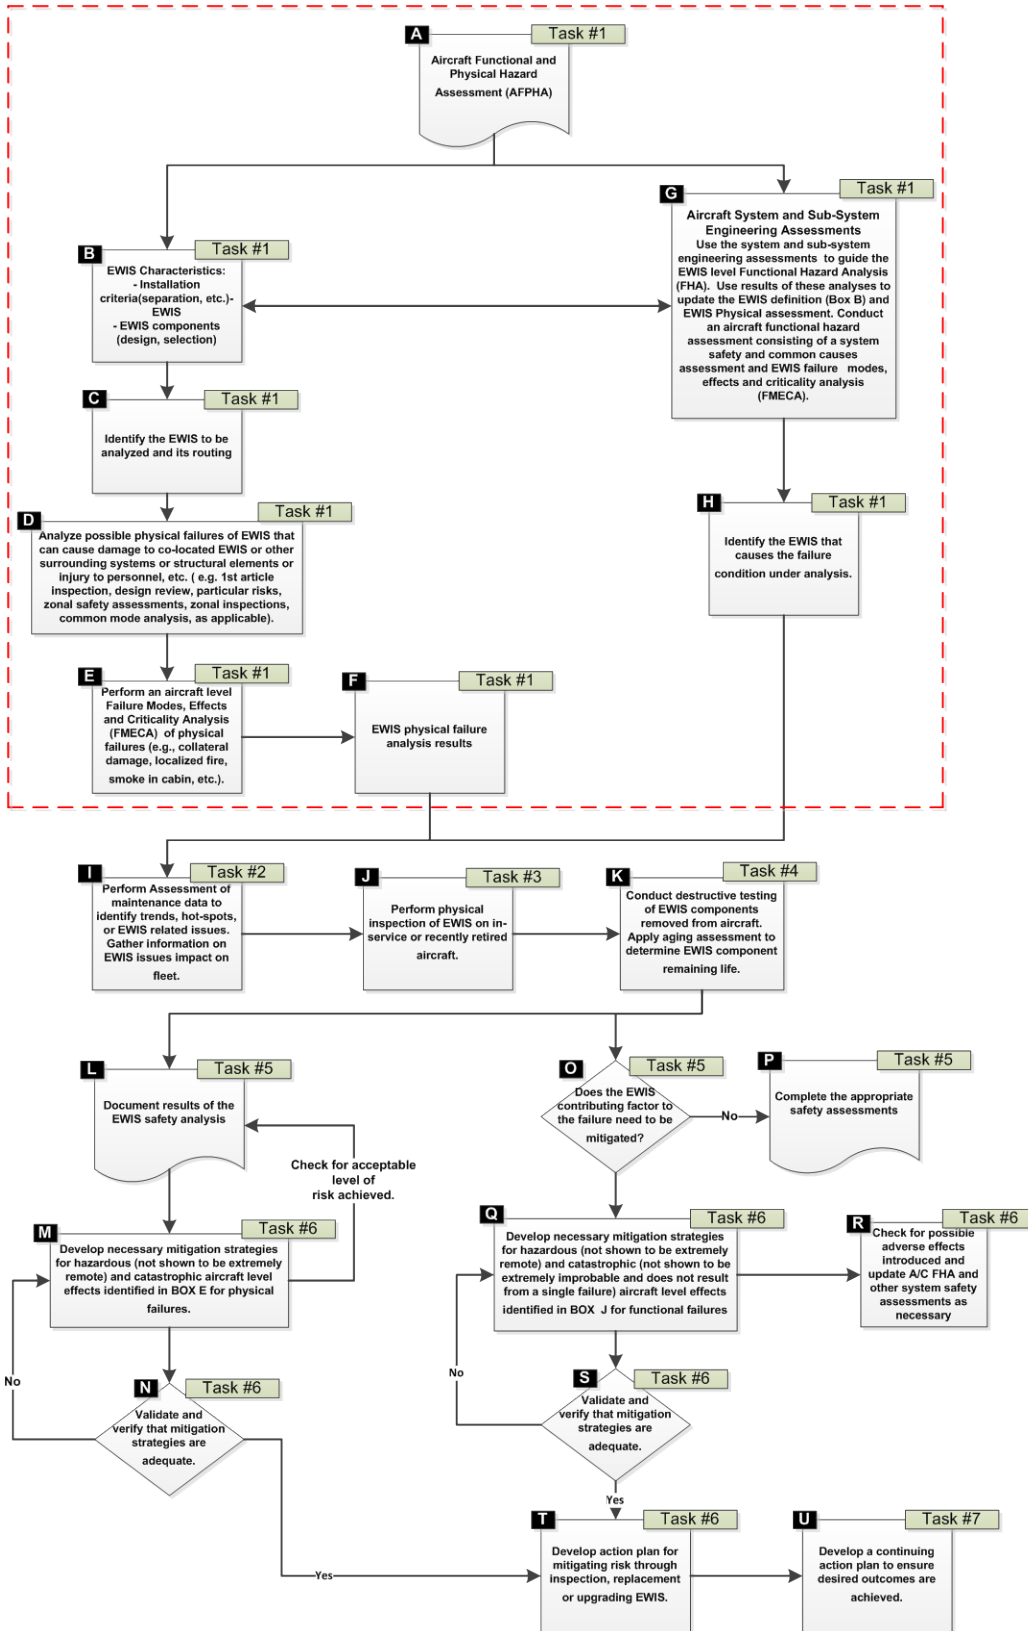 A
Task #1
Aircraft Functional and
Physical Hazard
Assessment (AFPHA)
G
Task #1
Aircraft System and Sub-System
Engineering Assessments
Use the system and sub-system
engineering assessments to guide the
EWIS level Functional Hazard Analysis
(FHA). Use results of these analyses to
update the EWIS definition (Box B) and
EWIS Physical assessment. Conduct
an aircraft functional hazard
assessment consisting of a system
safety and common causes
assessment and EWIS failure modes,
effects and criticality analysis
(FMECA).
B
Task #1
EWIS Characteristics:
- Installation
criteria(separation, etc.)-
EWIS
- EWIS components
(design, selection)
C
Task #1
Identify the EWIS to be
analyzed and its routing
D
Task #1
Analyze possible physical failures of EWIS that
can cause damage to co-located EWIS or other
surrounding systems or structural elements or
injury to personnel, etc. ( e.g. 1st article
inspection, design review, particular risks,
zonal safety assessments, zonal inspections,
common mode analysis, as applicable).
H
Task #1
Identify the EWIS that
causes the failure
condition under analysis.
E
Task #1
Perform an aircraft level
Failure Modes, Effects
and Criticality Analysis
(FMECA) of physical
failures (e.g., collateral
damage, localized fire,
smoke in cabin, etc.).
F
Task #1
EWIS physical failure
analysis results
I
Task #2
Perform Assessment of
maintenance data to
identify trends, hot-spots,
or EWIS related issues.
Gather information on
EWIS issues impact on
fleet.
J
Task #3
Perform physical
inspection of EWIS on in-
service or recently retired
aircraft.
K
Task #4
Conduct destructive testing
of EWIS components
removed from aircraft.
Apply aging assessment to
determine EWIS component
remaining life.
L
Task #5
Document results of the
EWIS safety analysis
O
Task #5
Does the EWIS
contributing factor to
the failure need to be
mitigated?
No
P
Task #5
Complete the appropriate
safety assessments
Check for acceptable
level of
risk achieved.
M
Task #6
Develop necessary mitigation strategies
for hazardous (not shown to be extremely
remote) and catastrophic aircraft level
effects identified in BOX E for physical
failures.
Q
Task #6
Develop necessary mitigation strategies
for hazardous (not shown to be extremely
remote) and catastrophic (not shown to be
extremely improbable and does not result
from a single failure) aircraft level effects
identified in BOX J for functional failures
R
Task #6
Check for possible
adverse effects
introduced and
update A/C FHA and
other system safety
assessments as
necessary
No
N
Task #6
Validate and
verify that mitigation
strategies are
adequate.
No
S
Task #6
Validate and
verify that mitigation
strategies are
adequate.
Yes
Yes
T
Task #6
Develop action plan for
mitigating risk through
inspection, replacement
or upgrading EWIS.
U
Task #7
Develop a continuing
action plan to ensure
desired outcomes are
achieved.